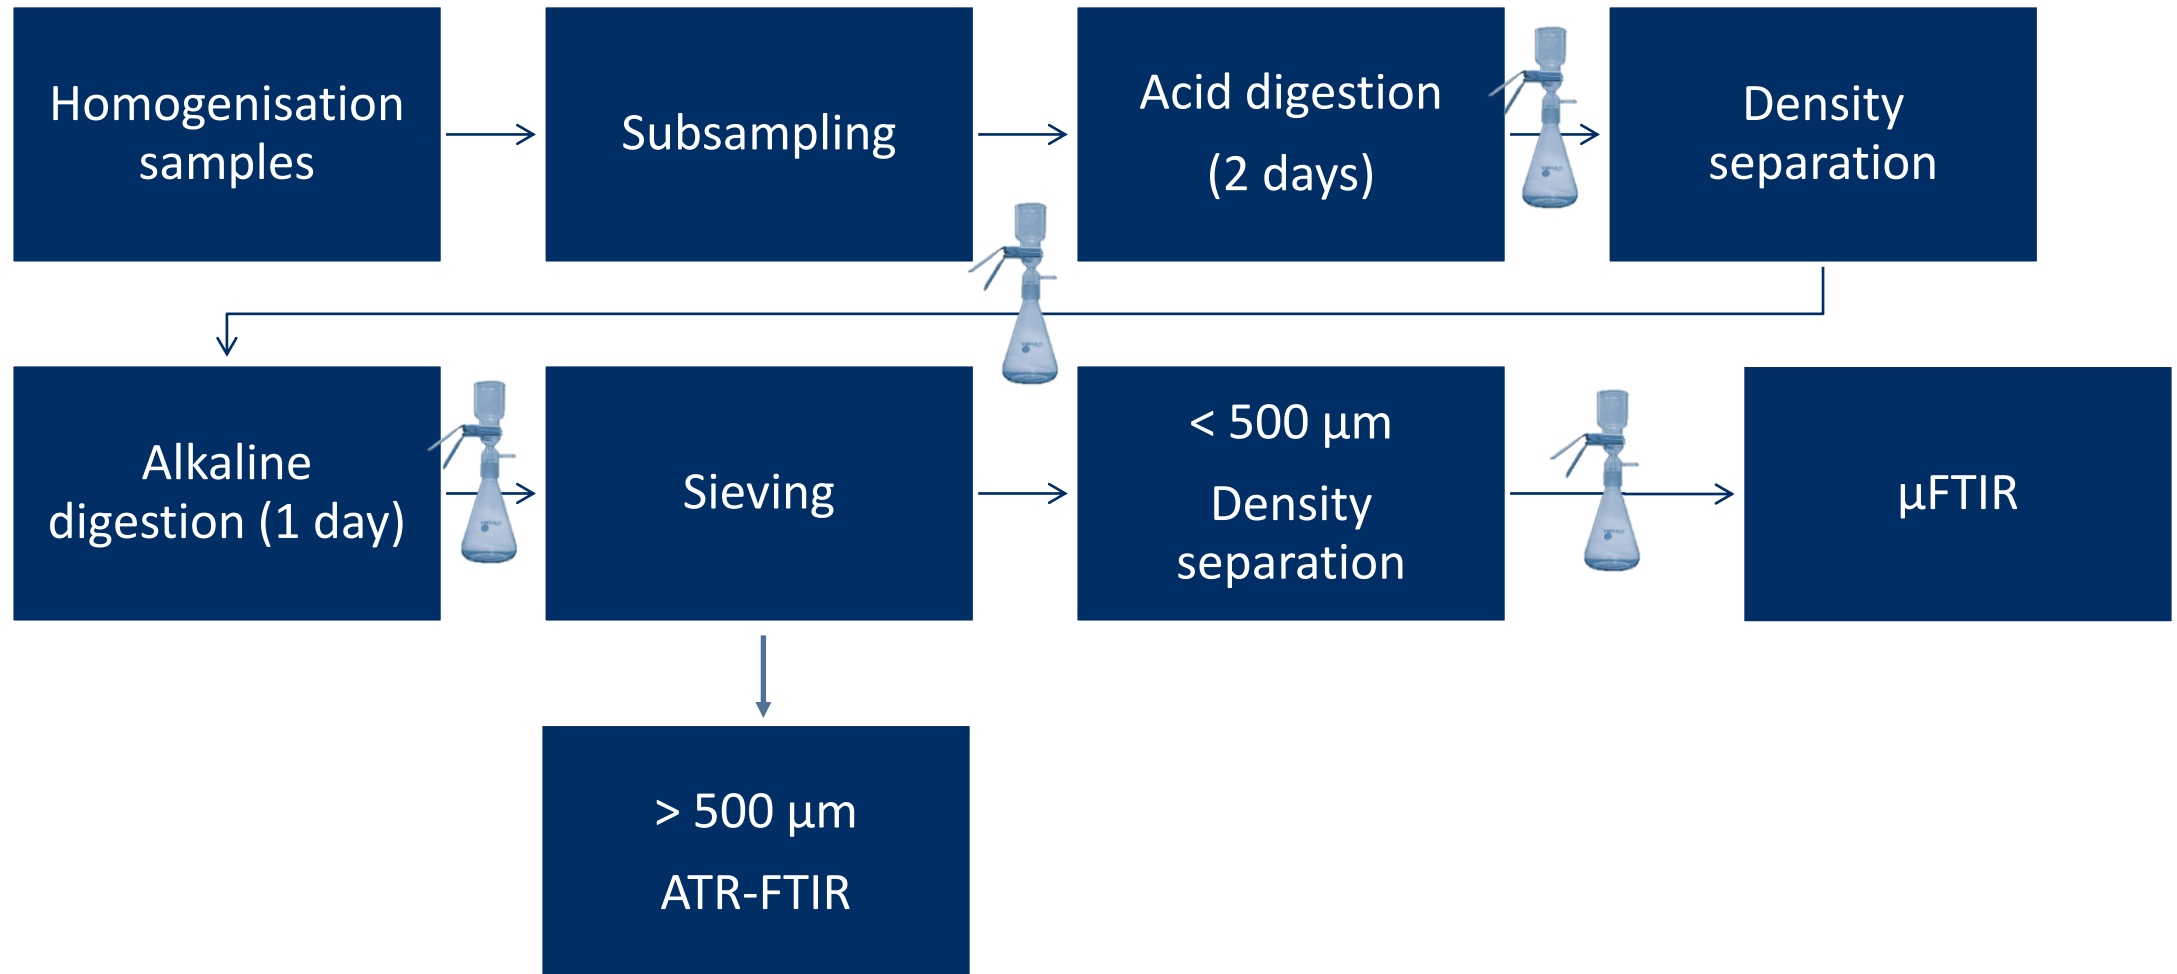 Homogenisation
samples
Subsampling
Acid digestion
(2 days)
Density
separation
Alkaline
digestion (1 day)
Sieving
< 500 µm
Density
separation
µFTIR
> 500 µm
ATR-FTIR